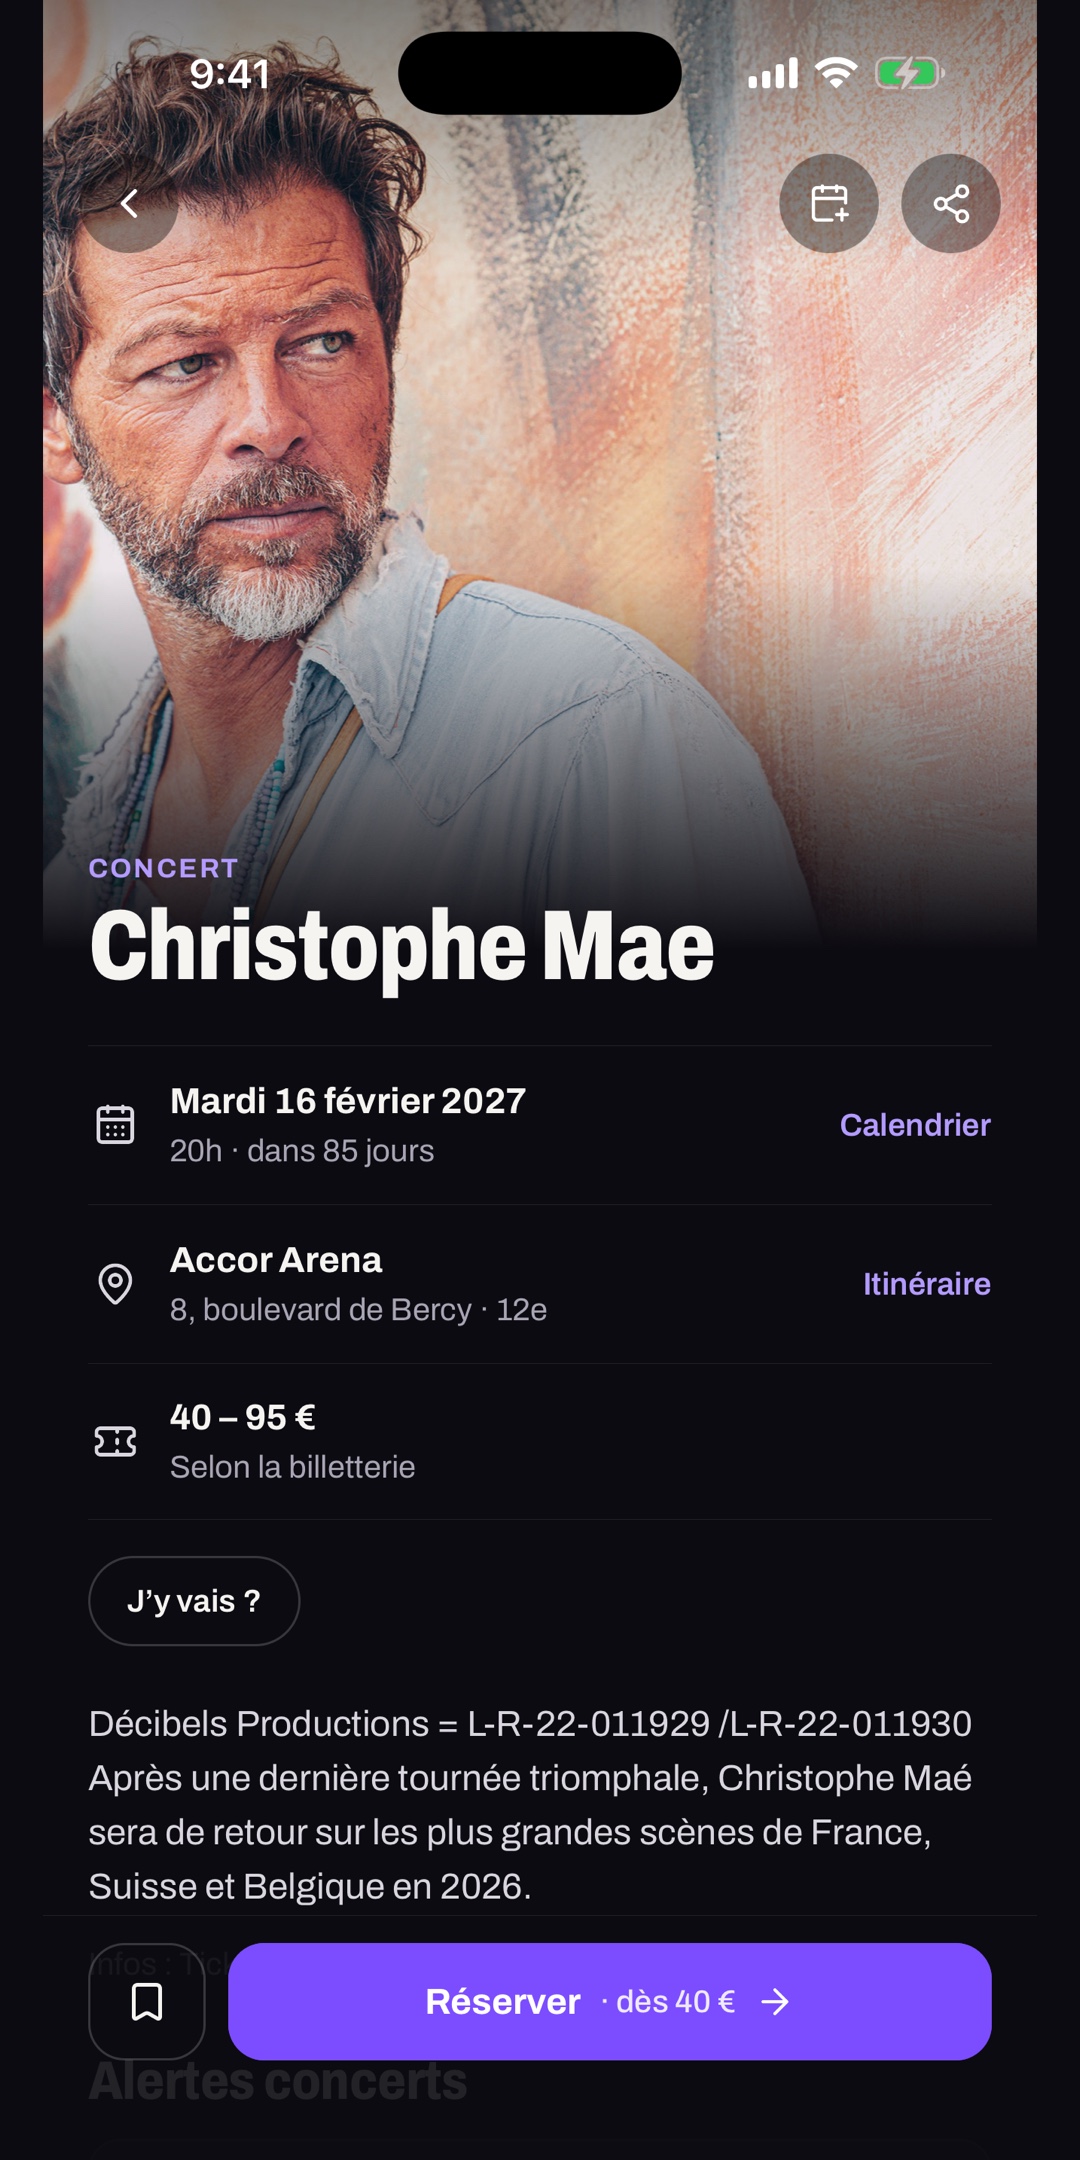 9:41
CONCERT
Christophe Mae
Mardi 16 février 2027
20h · dans 85 jours
Calendrier
Accor Arena
8, boulevard de Bercy · 12e
Itinéraire
40 – 95 €
Selon la billetterie
J’y vais ?
Décibels Productions = L-R-22-011929 /L-R-22-011930
Après une dernière tournée triomphale, Christophe Maé
sera de retour sur les plus grandes scènes de France,
Suisse et Belgique en 2026.
Infos :
Réserver · dès 40 € →
Alertes concerts